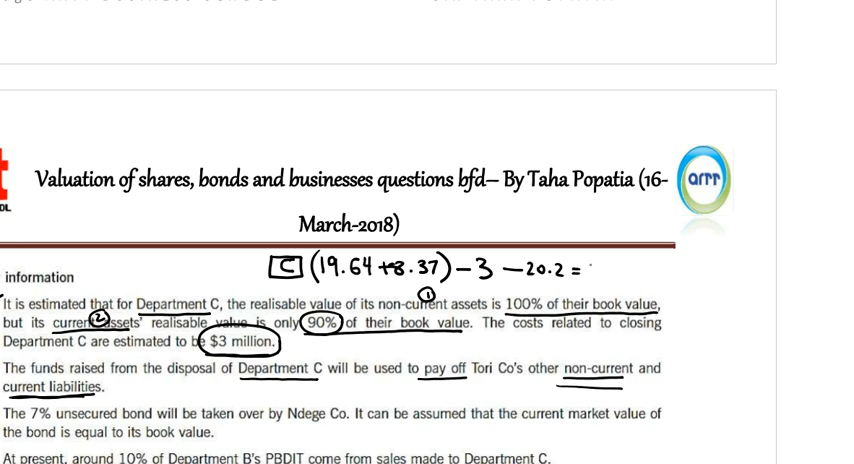 DL
Valuation of shares, bonds and businesses questions bfd– By Taha Popatia (16-
March-2018)
arrr
C (19.64 +8.37) – 3 – 20.2 =
information
It is estimated that for Department C, the realisable value of its non-current assets is 100% of their book value,
1
but its current assets' realisable value is only 90% of their book value. The costs related to closing
2
Department C are estimated to be $3 million.
The funds raised from the disposal of Department C will be used to pay off Tori Co's other non-current and
current liabilities.
The 7% unsecured bond will be taken over by Ndege Co. It can be assumed that the current market value of
the bond is equal to its book value.
At present, around 10% of Department B's PBDIT come from sales made to Department C.